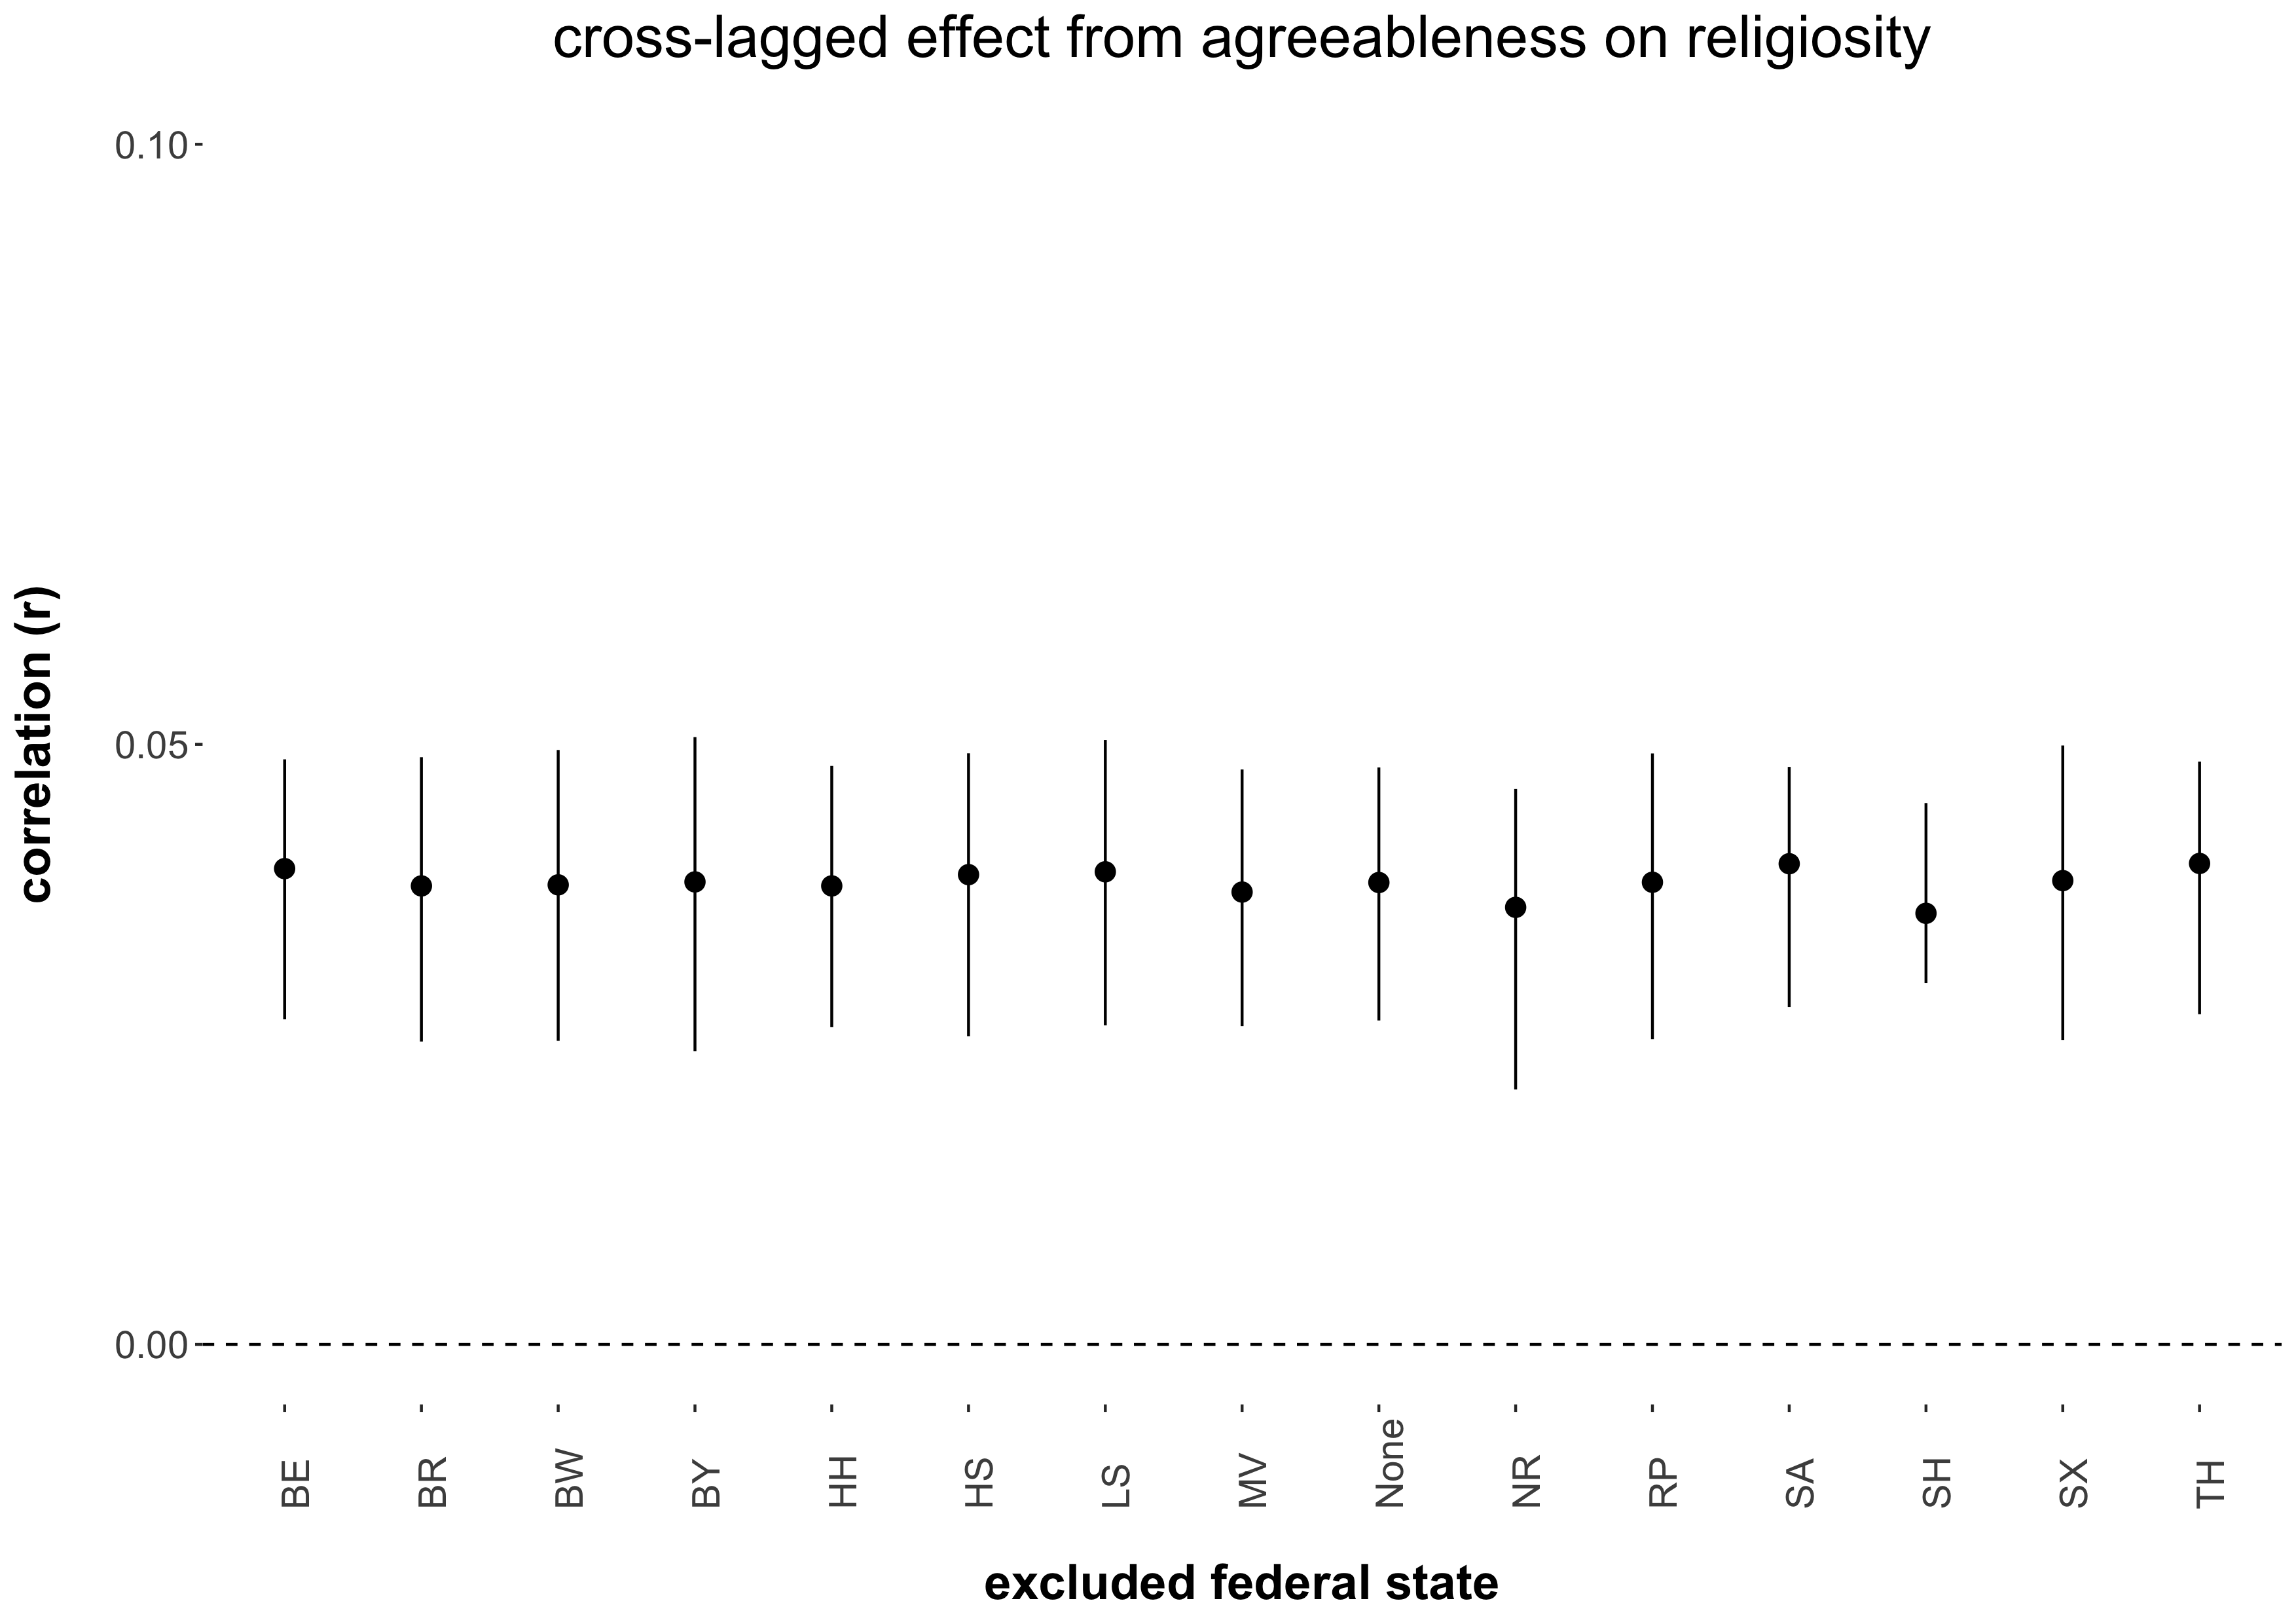 cross-lagged effect from agreeableness on religiosity
0.10
0.05
0.00
correlation (r)
BE
BR
BW
BY
HH
HS
LS
MV
None
NR
RP
SA
SH
SX
TH
excluded federal state